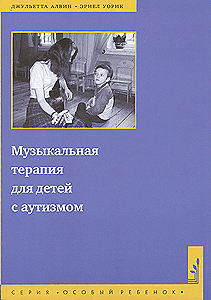 ДЖУЛЬЕТТА АЛВИН • ЭРИЕЛ УОРИК
Музыкальная
терапия
для детей
с аутизмом
СЕРИЯ «ОСОБЫЙ РЕБЕНОК»